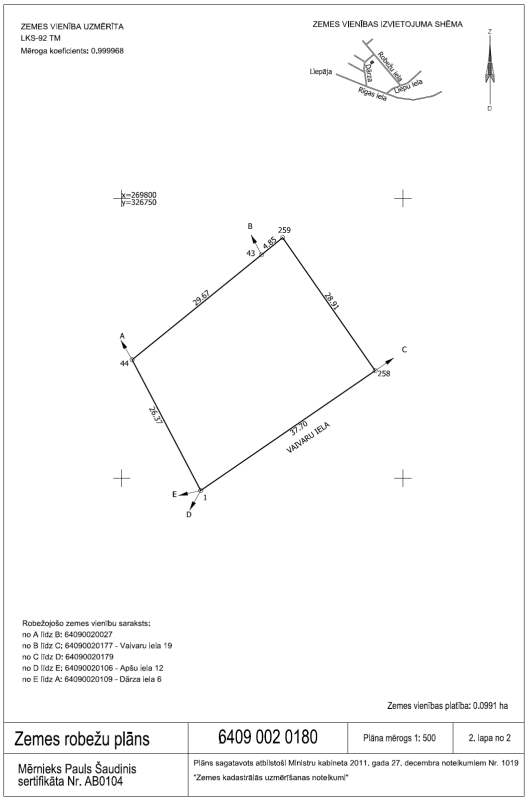 ZEMES VIENĪBA UZMĒRĪTA
LKS-92 TM
Mēroga koeficients: 0,999968
ZEMES VIENĪBAS IZVIETOJUMA SHĒMA
Z
Liepāja
Dārza
Robežu iela
Liepu iela
Rīgas iela
D
x=269800
y=326750
B
259
43
4.85
29.67
28.91
A
44
C
258
26.37
37.70
VAIVARU IELA
E
1
D
Robežojošo zemes vienību saraksts:
no A līdz B: 64090020027
no B līdz C: 64090020177 - Vaivaru iela 19
no C līdz D: 64090020179
no D līdz E: 64090020106 - Apšu iela 12
no E līdz A: 64090020109 - Dārza iela 6
Zemes vienības platība: 0.0991 ha
Zemes robežu plāns
6409 002 0180
Plāna mērogs 1: 500
2. lapa no 2
Mērnieks Pauls Šaudinis
sertifikāta Nr. AB0104
Plāns sagatavots atbilstoši Ministru kabineta 2011. gada 27. decembra noteikumiem Nr. 1019
"Zemes kadastrālās uzmērīšanas noteikumi"